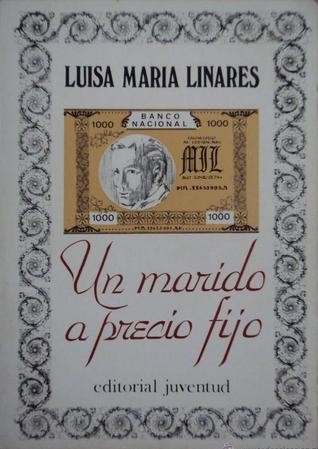 LUISA MARIA LINARES
BANCO
NACIONAL
1000
1000
MIL
1000
1000
Un marido
a precio fijo
editorial juventud